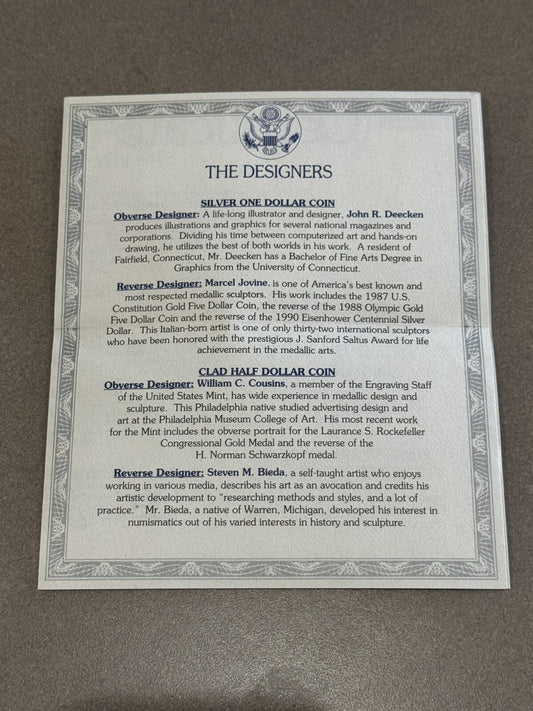 THE DESIGNERS
SILVER ONE DOLLAR COIN
Obverse Designer: A life-long illustrator and designer, John R. Deecken
produces illustrations and graphics for several national magazines and
corporations. Dividing his time between computerized art and hands-on
drawing, he utilizes the best of both worlds in his work. A resident of
Fairfield, Connecticut, Mr. Deecken has a Bachelor of Fine Arts Degree in
Graphics from the University of Connecticut.
Reverse Designer: Marcel Jovine, is one of America's best known and
most respected medallic sculptors. His work includes the 1987 U.S.
Constitution Gold Five Dollar Coin, the reverse of the 1988 Olympic Gold
Five Dollar Coin and the reverse of the 1990 Eisenhower Centennial Silver
Dollar. This Italian-born artist is one of only thirty-two international sculptors
who have been honored with the prestigious J. Sanford Saltus Award for life
achievement in the medallic arts.
CLAD HALF DOLLAR COIN
Obverse Designer: William C. Cousins, a member of the Engraving Staff
of the United States Mint, has wide experience in medallic design and
sculpture. This Philadelphia native studied advertising design and
art at the Philadelphia Museum College of Art. His most recent work
for the Mint includes the obverse portrait for the Laurance S. Rockefeller
Congressional Gold Medal and the reverse of the
H. Norman Schwarzkopf medal.
Reverse Designer: Steven M. Bieda, a self-taught artist who enjoys
working in various media, describes his art as an avocation and credits his
artistic development to "researching methods and styles, and a lot of
practice." Mr. Bieda, a native of Warren, Michigan, developed his interest in
numismatics out of his varied interests in history and sculpture.